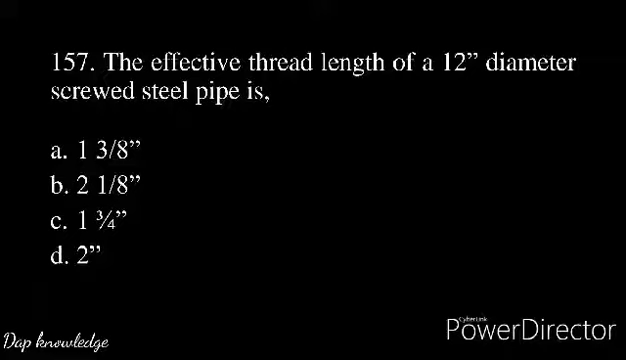 157. The effective thread length of a 12” diameter
screwed steel pipe is,
a. 1 3/8”
b. 2 1/8”
c. 1 ¾”
d. 2”
CyberLink
PowerDirector
Dap knowledge